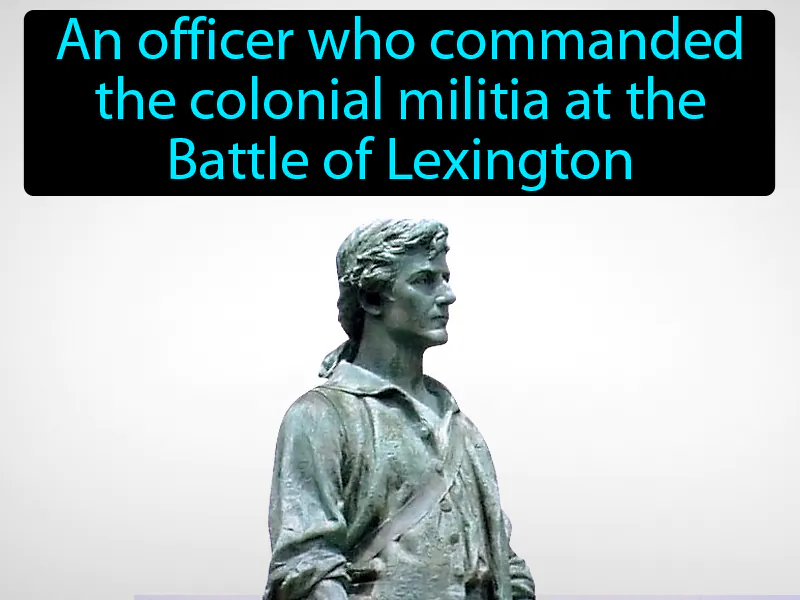 An officer who commanded
the colonial militia at the
Battle of Lexington